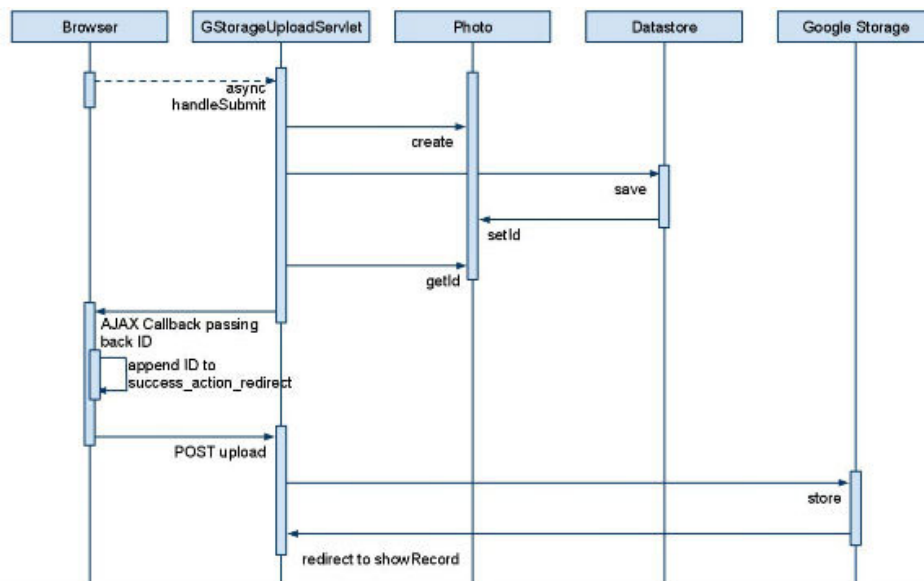 Browser
GStorageUploadServlet
Photo
Datastore
Google Storage
async
handleSubmit
create
save
setId
getId
AJAX Callback passing
back ID
append ID to
success_action_redirect
POST upload
store
redirect to showRecord